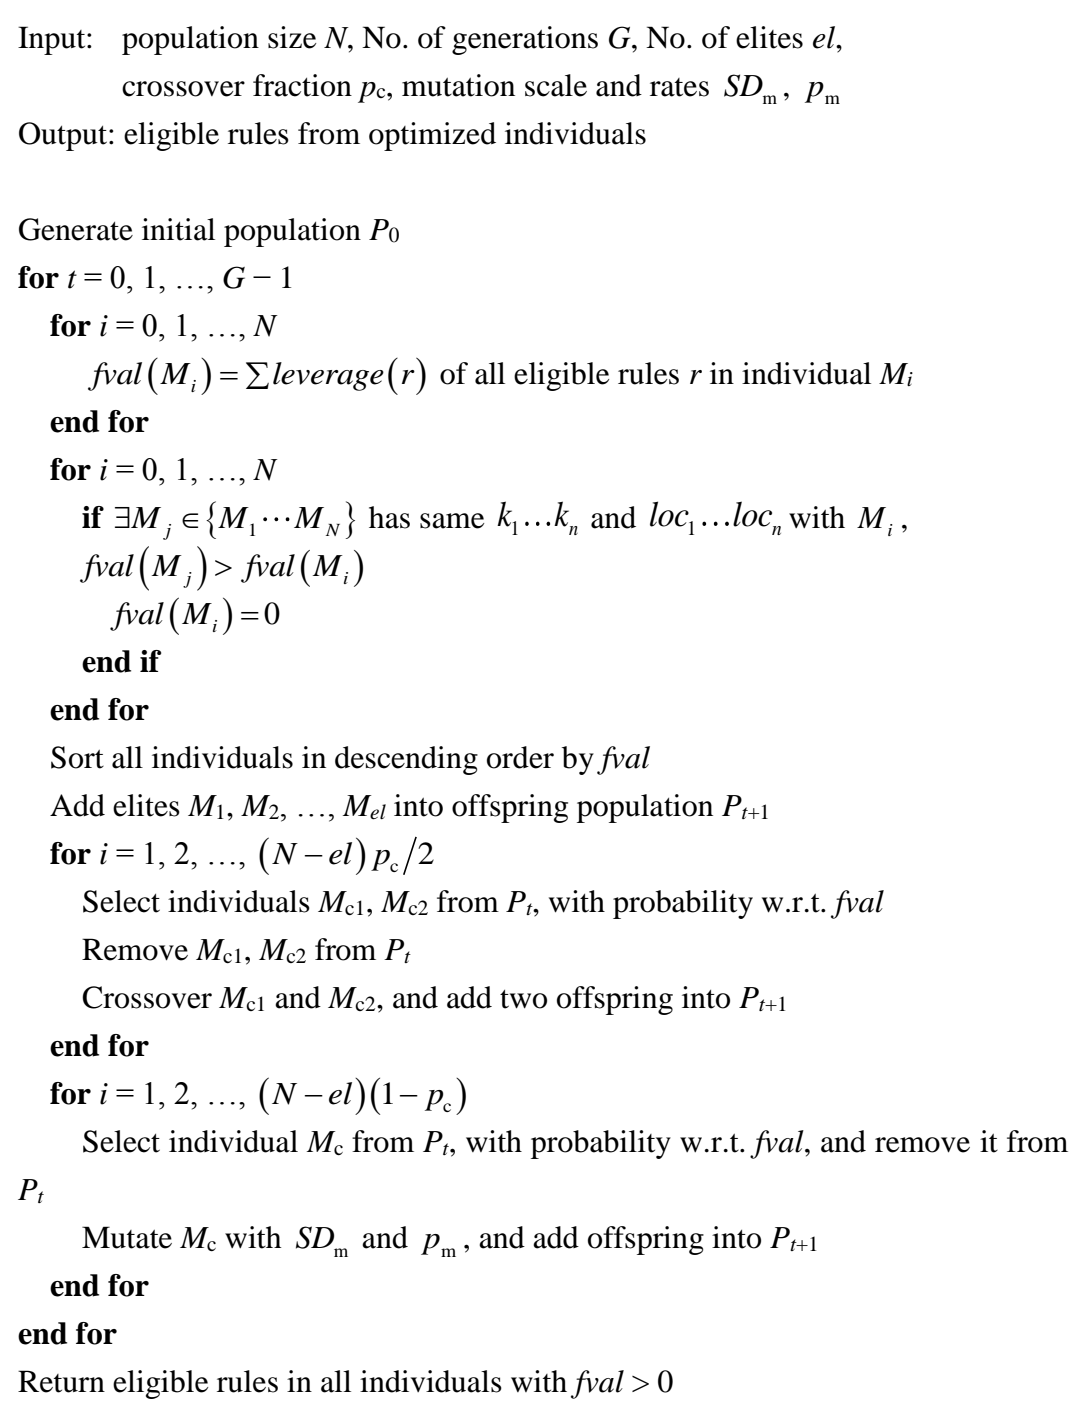 Input: population size N, No. of generations G, No. of elites el,
crossover fraction pc, mutation scale and rates SDm, pm
Output: eligible rules from optimized individuals
Generate initial population P0
for t = 0, 1, …, G − 1
for i = 0, 1, …, N
fval(Mi) = ∑leverage(r) of all eligible rules r in individual Mi
end for
for i = 0, 1, …, N
if ∃Mj ∈{M1⋯MN} has same k1…kn and loc1…locn with Mi,
fval(Mj) > fval(Mi)
fval(Mi) = 0
end if
end for
Sort all individuals in descending order by fval
Add elites M1, M2, …, Mel into offspring population Pt+1
for i = 1, 2, …, (N − el)pc/2
Select individuals Mc1, Mc2 from Pt, with probability w.r.t. fval
Remove Mc1, Mc2 from Pt
Crossover Mc1 and Mc2, and add two offspring into Pt+1
end for
for i = 1, 2, …, (N − el)(1 − pc)
Select individual Mc from Pt, with probability w.r.t. fval, and remove it from
Pt
Mutate Mc with SDm and pm, and add offspring into Pt+1
end for
end for
Return eligible rules in all individuals with fval > 0